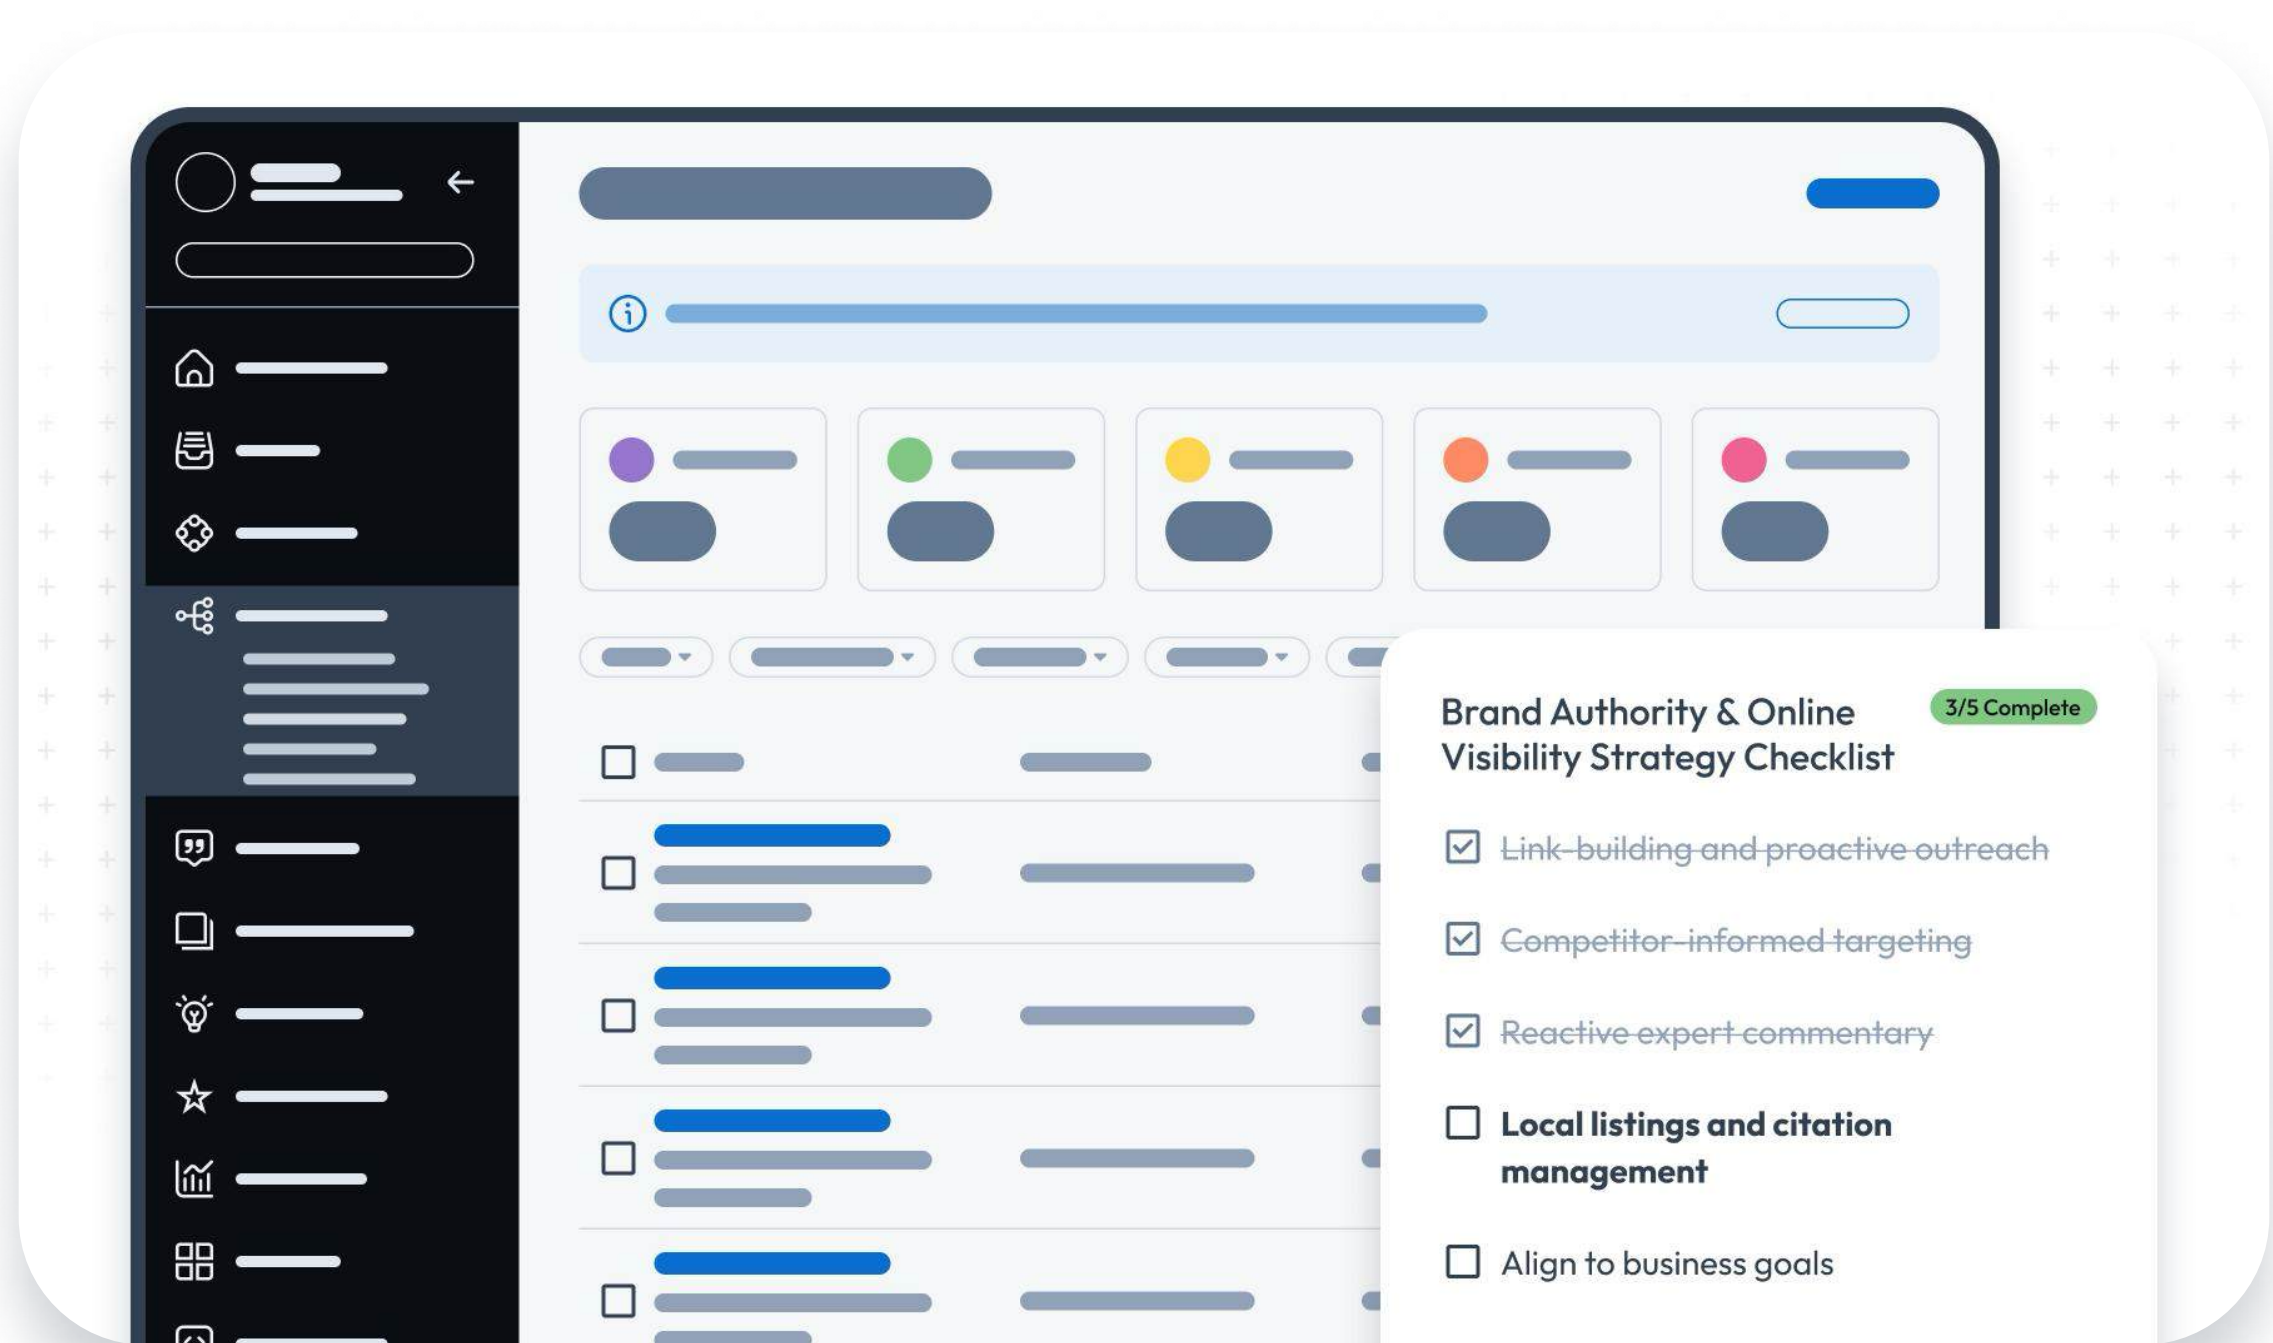 Brand Authority & Online
Visibility Strategy Checklist
3/5 Complete
Link-building and proactive outreach
Competitor-informed targeting
Reactive expert commentary
Local listings and citation
management
Align to business goals